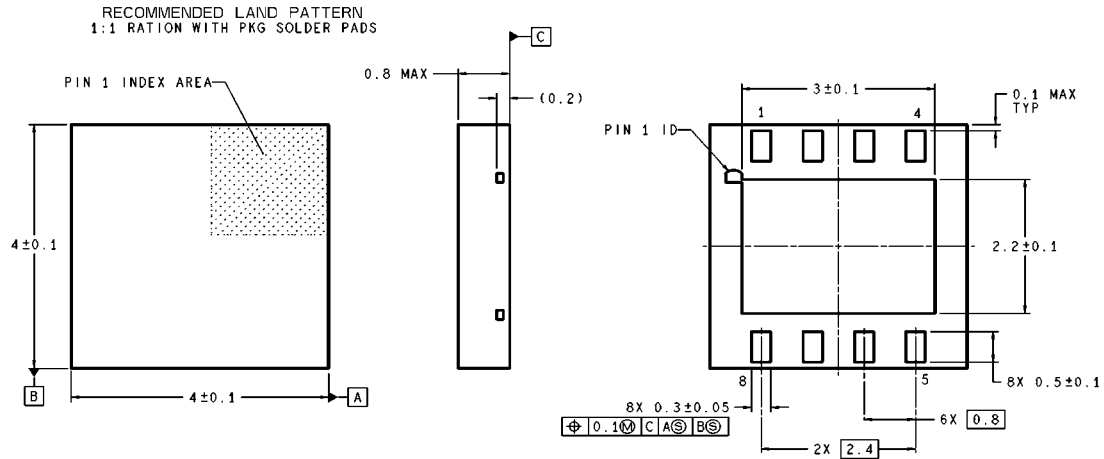 RECOMMENDED LAND PATTERN
1:1 RATION WITH PKG SOLDER PADS
PIN 1 INDEX AREA
4±0.1
B
4±0.1
A
C
0.8 MAX
(0.2)
3±0.1
0.1 MAX
TYP
1
4
PIN 1 ID
2.2±0.1
8
5
8X 0.5±0.1
8X 0.3±0.05
⌖ 0.1Ⓜ C AⓈ BⓈ
6X 0.8
2X 2.4